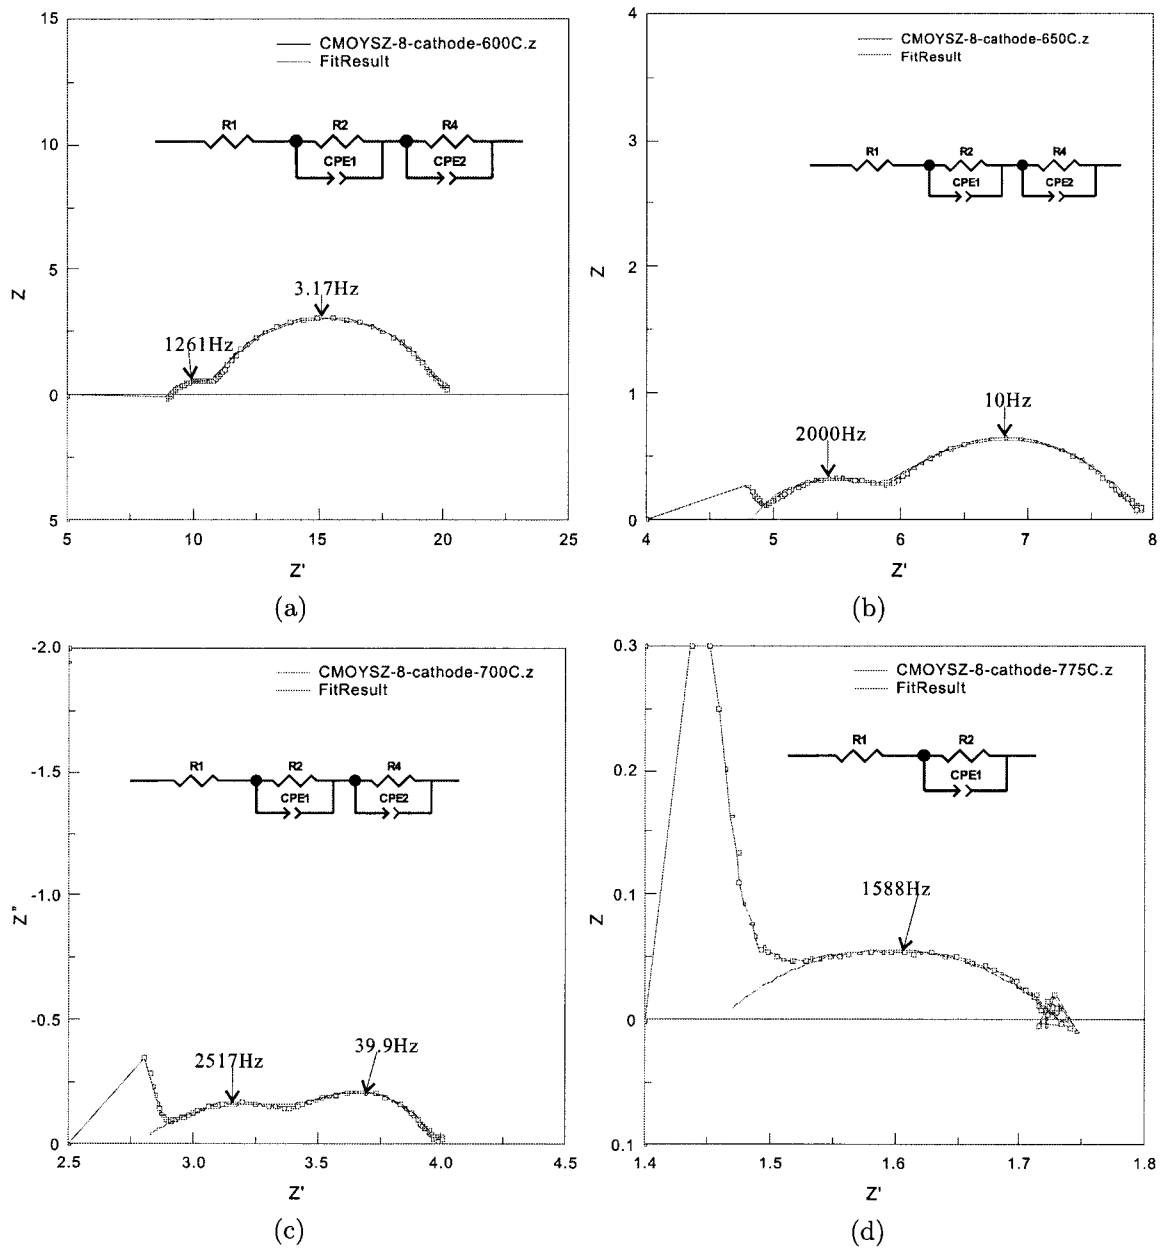 15
10
5
0
5
Z
CMOYSZ-8-cathode-600C.z
FitResult
R1 R2 R4
CPE1 CPE2
3.17Hz
1261Hz
5 10 15 20 25
Z'
(a)
4
3
2
1
0
Z
CMOYSZ-8-cathode-650C.z
FitResult
R1 R2 R4
CPE1 CPE2
10Hz
2000Hz
4 5 6 7 8
Z'
(b)
-2.0
-1.5
-1.0
-0.5
0
Z"
CMOYSZ-8-cathode-700C.z
FitResult
R1 R2 R4
CPE1 CPE2
2517Hz 39.9Hz
2.5 3.0 3.5 4.0 4.5
Z'
(c)
0.3
0.2
0.1
0
0.1
Z
CMOYSZ-8-cathode-775C.z
FitResult
R1 R2
CPE1
1588Hz
1.4 1.5 1.6 1.7 1.8
Z'
(d)